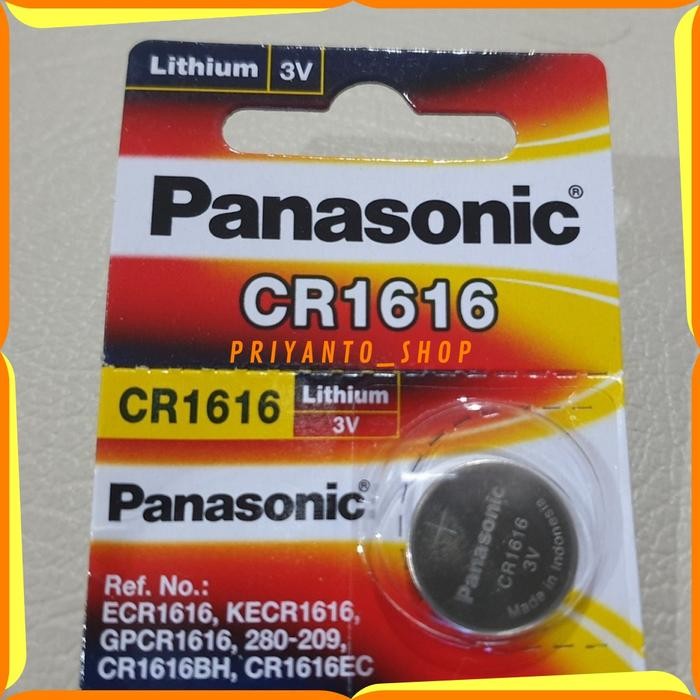 Lithium 3V
Panasonic®
CR1616
PRIYANTO_SHOP
CR1616 Lithium 3V
Panasonic®
Ref. No.:
ECR1616, KECR1616,
GPCR1616, 280-209,
CR1616BH, CR1616EC
+
Panasonic
CR1616
3V
Made in Indonesia